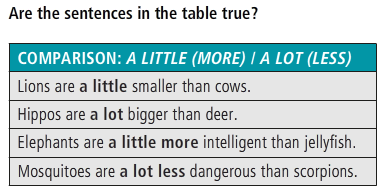 Are the sentences in the table true?
COMPARISON: A LITTLE (MORE) / A LOT (LESS)
Lions are a little smaller than cows.
Hippos are a lot bigger than deer.
Elephants are a little more intelligent than jellyfish.
Mosquitoes are a lot less dangerous than scorpions.